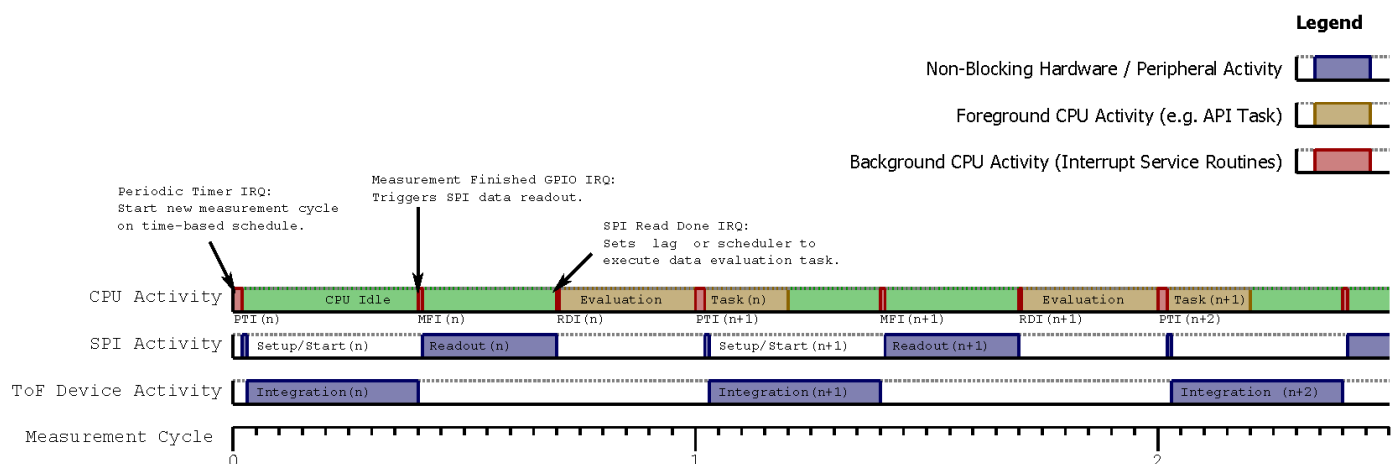 Legend
Non-Blocking Hardware / Peripheral Activity
Foreground CPU Activity (e.g. API Task)
Background CPU Activity (Interrupt Service Routines)
Measurement Finished GPIO IRQ:
Triggers SPI data readout.
Periodic Timer IRQ:
Start new measurement cycle
on time-based schedule.
SPI Read Done IRQ:
Sets lag or scheduler to
execute data evaluation task.
CPU Activity CPU Idle Evaluation Task(n) Evaluation Task(n+1)
PTI(n) MFI(n) RDI(n) PTI(n+1) MFI(n+1) RDI(n+1) PTI(n+2)
SPI Activity Setup/Start(n) Readout(n) Setup/Start(n+1) Readout(n+1)
ToF Device Activity Integration(n) Integration(n+1) Integration (n+2)
Measurement Cycle
0 1 2